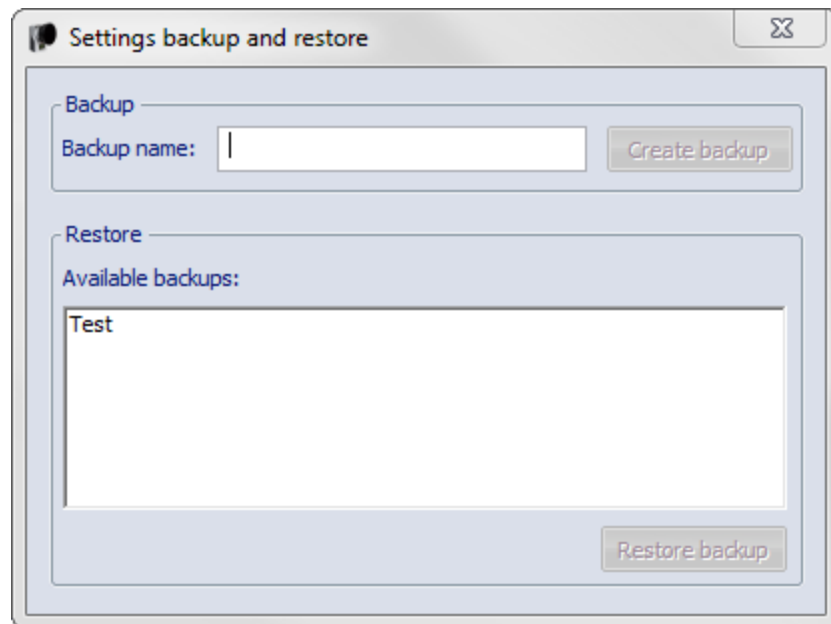 Settings backup and restore
Backup
Backup name:
Create backup
Restore
Available backups:
Test
Restore backup